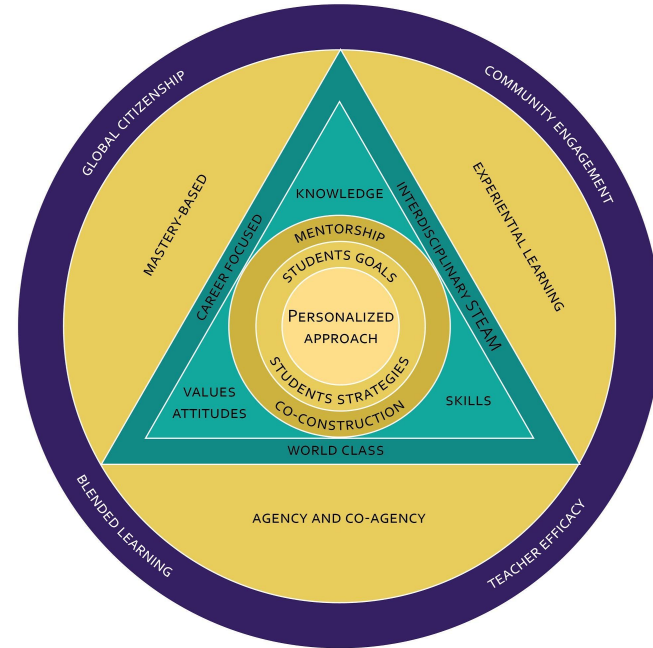 GLOBAL CITIZENSHIP
COMMUNITY ENGAGEMENT
MASTERY-BASED
EXPERIENTIAL LEARNING
CAREER FOCUSED
INTERDISCIPLINARY STEAM
KNOWLEDGE
MENTORSHIP
STUDENTS GOALS
PERSONALIZED
APPROACH
STUDENTS STRATEGIES
CO-CONSTRUCTION
VALUES
ATTITUDES
SKILLS
WORLD CLASS
AGENCY AND CO-AGENCY
BLENDED LEARNING
TEACHER EFFICACY